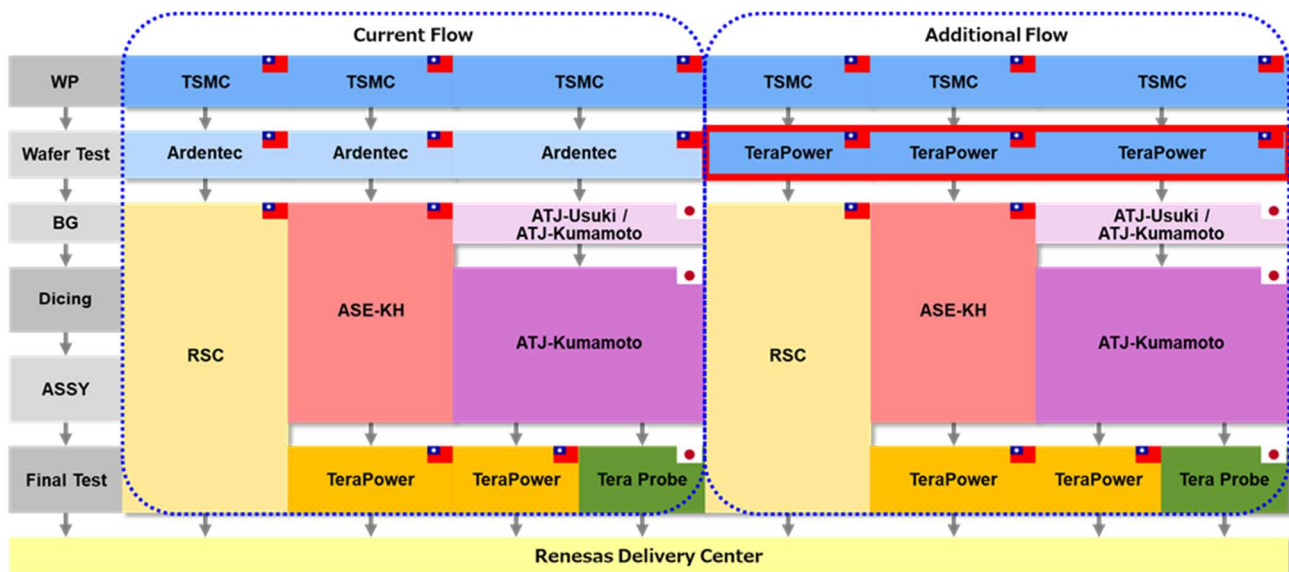 Current Flow
Additional Flow
WP
TSMC
TSMC
TSMC
TSMC
TSMC
TSMC
Wafer Test
Ardentec
Ardentec
Ardentec
TeraPower
TeraPower
TeraPower
BG
ATJ-Usuki /
ATJ-Kumamoto
ATJ-Usuki /
ATJ-Kumamoto
Dicing
ASE-KH
ATJ-Kumamoto
ASE-KH
ATJ-Kumamoto
RSC
RSC
ASSY
Final Test
TeraPower
TeraPower
Tera Probe
TeraPower
TeraPower
Tera Probe
Renesas Delivery Center